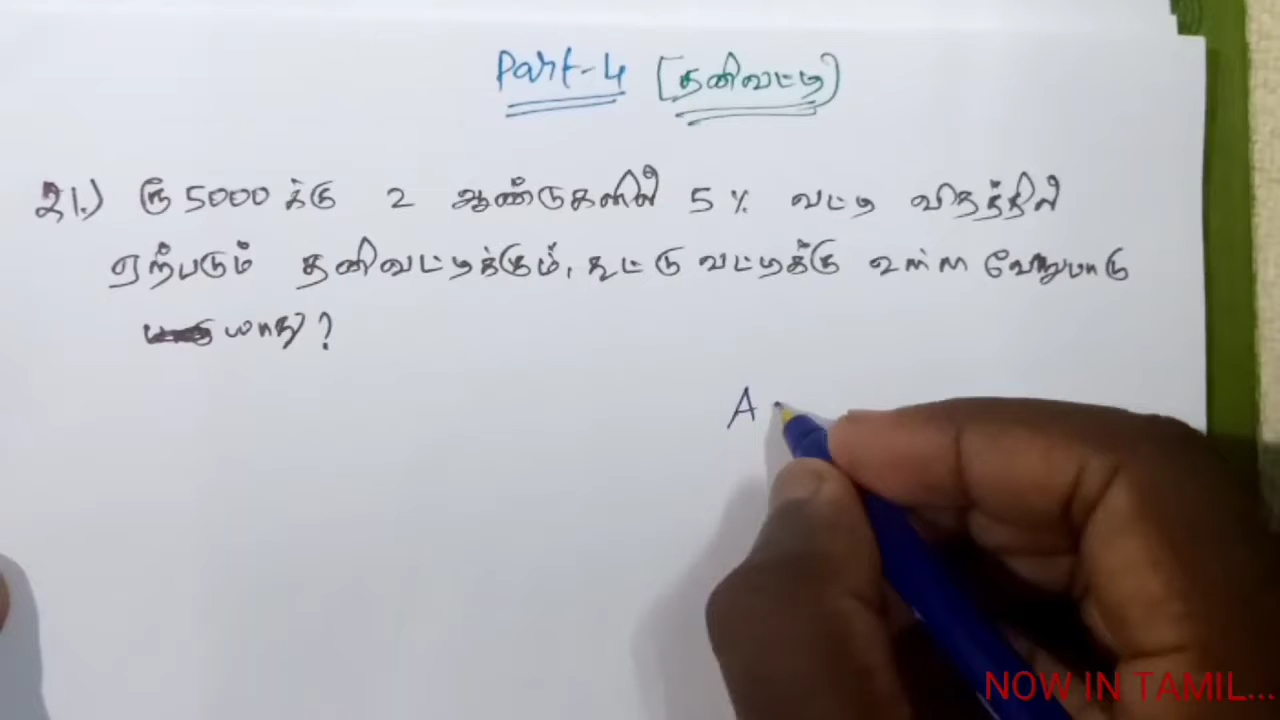 Part-4 [தனிவட்டி)
21.) ரூ 5000 க்கு 2 ஆண்டுகளில் 5 % வட்டி விதத்தில்
ஏற்படும் தனிவட்டிக்கும், கூட்டு வட்டிக்கு உள்ள வேறுபாடு
யாது?
A
NOW IN TAMIL...